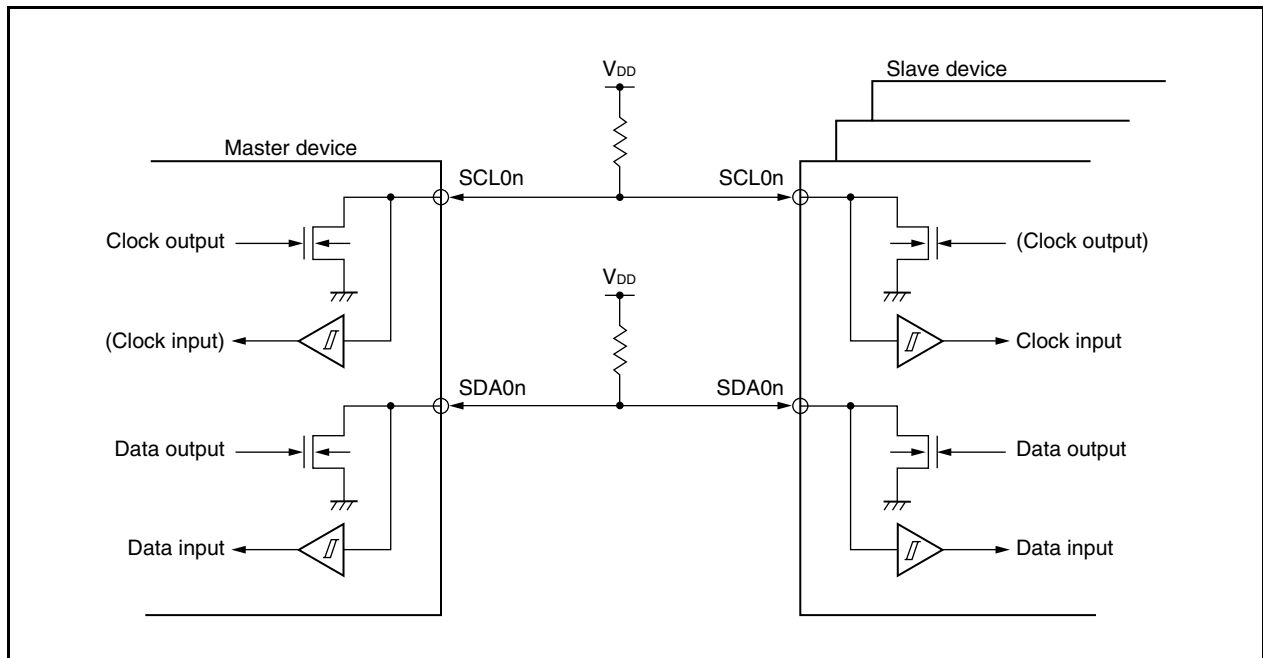 VDD
Slave device
Master device
SCL0n
SCL0n
Clock output
(Clock output)
VDD
(Clock input)
Clock input
SDA0n
SDA0n
Data output
Data output
Data input
Data input